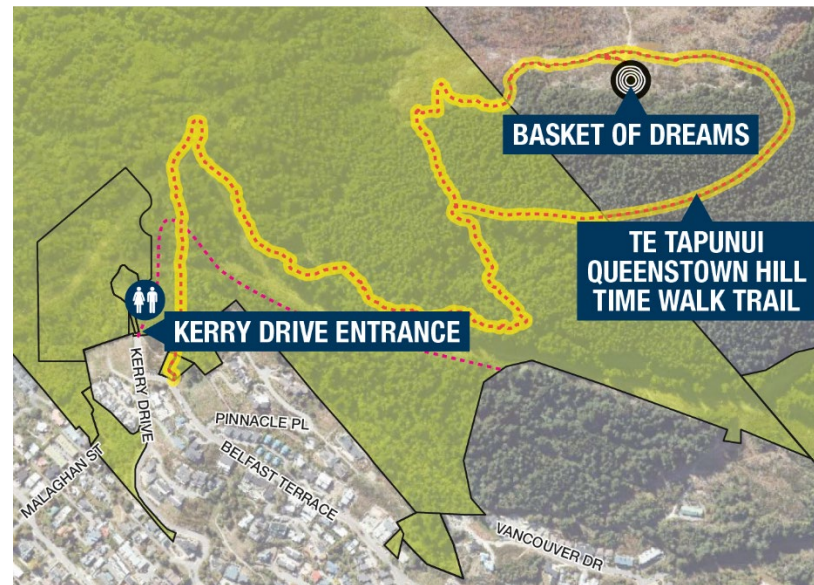 BASKET OF DREAMS
TE TAPUNUI
QUEENSTOWN HILL
TIME WALK TRAIL
KERRY DRIVE ENTRANCE
KERRY DRIVE
PINNACLE PL
BELFAST TERRACE
MALAGHAN ST
VANCOUVER DR